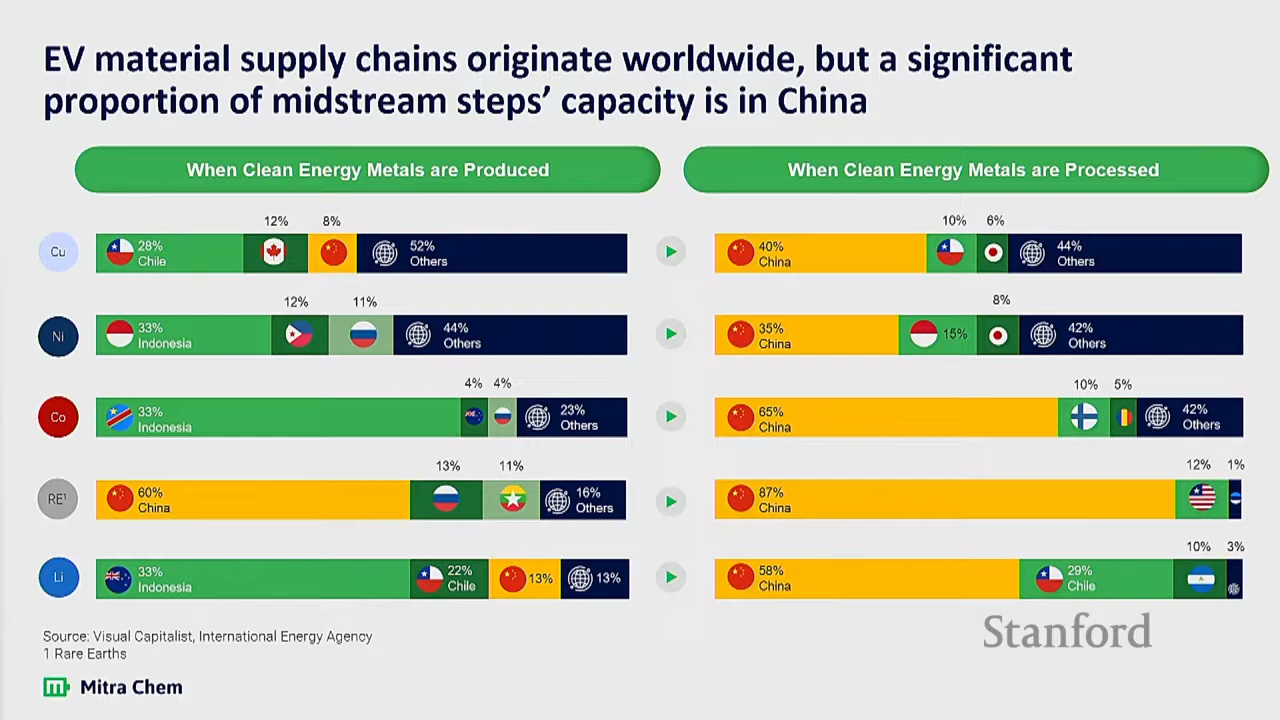 EV material supply chains originate worldwide, but a significant
proportion of midstream steps’ capacity is in China
When Clean Energy Metals are Produced
When Clean Energy Metals are Processed
12% 8%
10% 6%
Cu
28%
Chile
52%
Others
40%
China
44%
Others
12% 11%
8%
Ni
33%
Indonesia
44%
Others
35%
China
15%
42%
Others
4% 4%
10% 5%
Co
33%
Indonesia
23%
Others
65%
China
42%
Others
13% 11%
12% 1%
RE¹
60%
China
16%
Others
87%
China
10% 3%
Li
33%
Indonesia
22%
Chile
13%
13%
58%
China
29%
Chile
Source: Visual Capitalist, International Energy Agency
1 Rare Earths
Stanford
m Mitra Chem